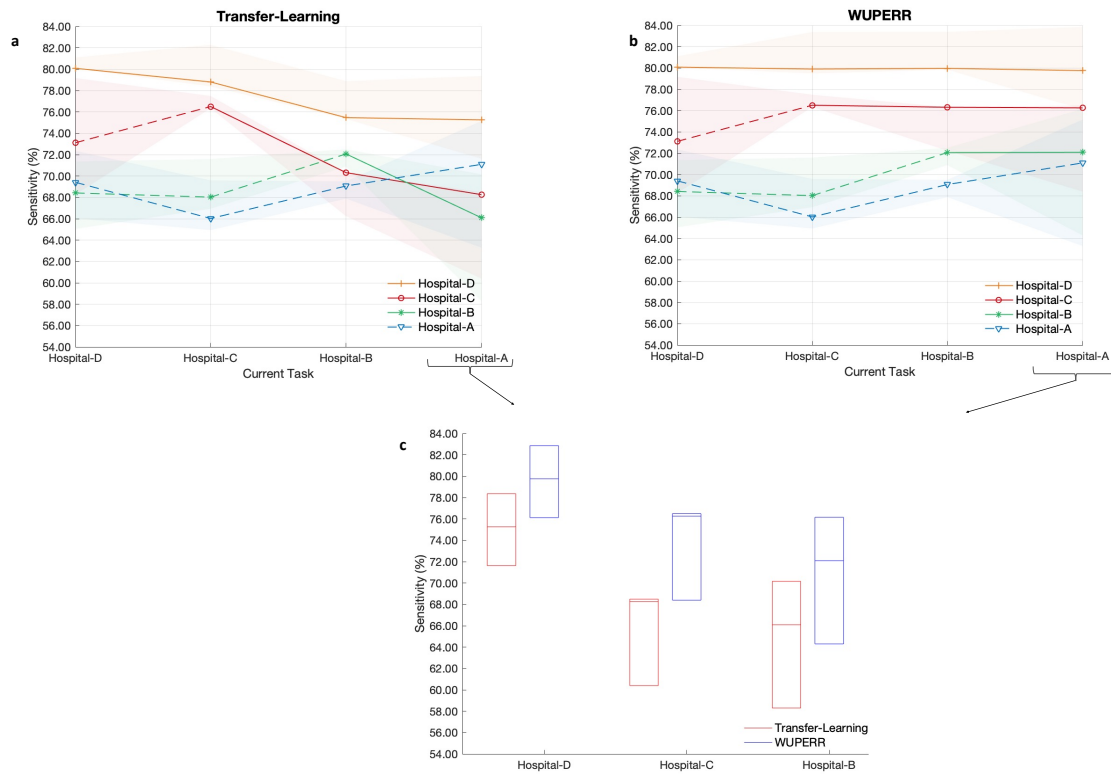 Transfer-Learning
a
84.00
82.00
80.00
78.00
76.00
74.00
72.00
70.00
68.00
66.00
64.00
62.00
60.00
58.00
56.00
54.00
Sensitivity (%)
Hospital-D
Hospital-C
Hospital-B
Hospital-A
Hospital-D
Hospital-C
Hospital-B
Hospital-A
Current Task
WUPERR
b
84.00
82.00
80.00
78.00
76.00
74.00
72.00
70.00
68.00
66.00
64.00
62.00
60.00
58.00
56.00
54.00
Sensitivity (%)
Hospital-D
Hospital-C
Hospital-B
Hospital-A
Hospital-D
Hospital-C
Hospital-B
Hospital-A
Current Task
c
84.00
82.00
80.00
78.00
76.00
74.00
72.00
70.00
68.00
66.00
64.00
62.00
60.00
58.00
56.00
54.00
Sensitivity (%)
Transfer-Learning
WUPERR
Hospital-D
Hospital-C
Hospital-B